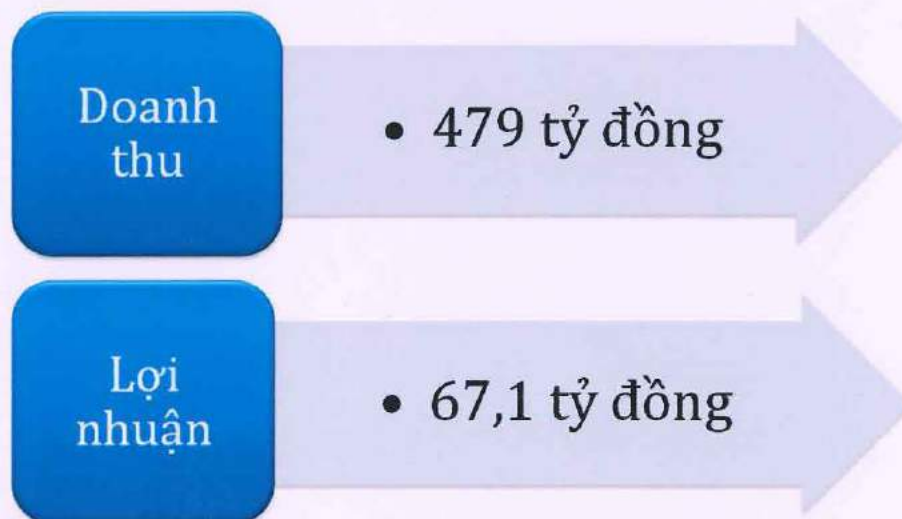 Doanh
thu
• 479 tỷ đồng
Lợi
nhuận
• 67,1 tỷ đồng